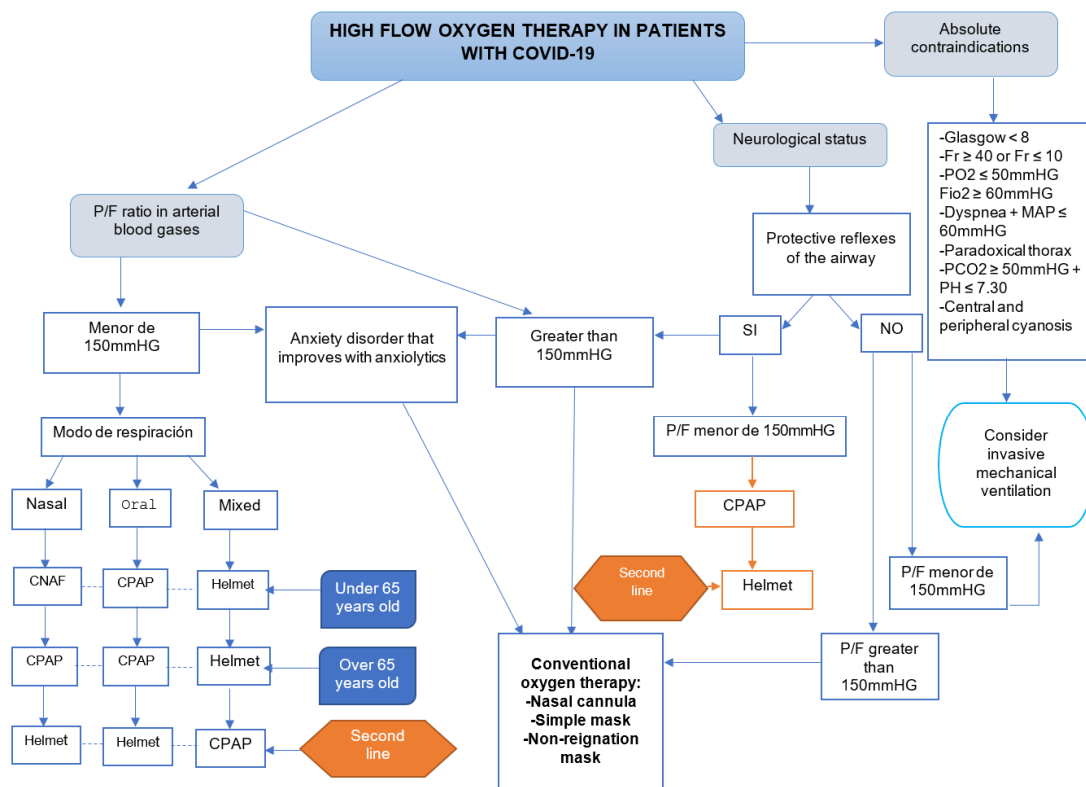 HIGH FLOW OXYGEN THERAPY IN PATIENTS
WITH COVID-19
Absolute
contraindications
Neurological status
-Glasgow < 8
-Fr ≥ 40 or Fr ≤ 10
-PO2 ≤ 50mmHG
Fio2 ≥ 60mmHG
-Dyspnea + MAP ≤
60mmHG
-Paradoxical thorax
-PCO2 ≥ 50mmHG +
PH ≤ 7.30
-Central and
peripheral cyanosis
P/F ratio in arterial
blood gases
Protective reflexes
of the airway
Menor de
150mmHG
Anxiety disorder that
improves with anxiolytics
Greater than
150mmHG
SI
NO
Modo de respiración
P/F menor de 150mmHG
Consider
invasive
mechanical
ventilation
Nasal
Oral
Mixed
CPAP
CNAF
CPAP
Helmet
Under 65
years old
Second
line
Helmet
P/F menor de
150mmHG
CPAP
CPAP
Helmet
Over 65
years old
Conventional
oxygen therapy:
-Nasal cannula
-Simple mask
-Non-reignation
mask
P/F greater
than
150mmHG
Helmet
Helmet
CPAP
Second
line